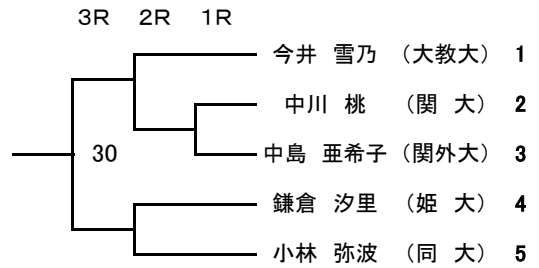 ３Ｒ ２Ｒ １Ｒ
今井 雪乃 （大教大） 1
中川 桃 （関 大） 2
30 中島 亜希子 （関外大） 3
鎌倉 汐里 （姫 大） 4
小林 弥波 （同 大） 5